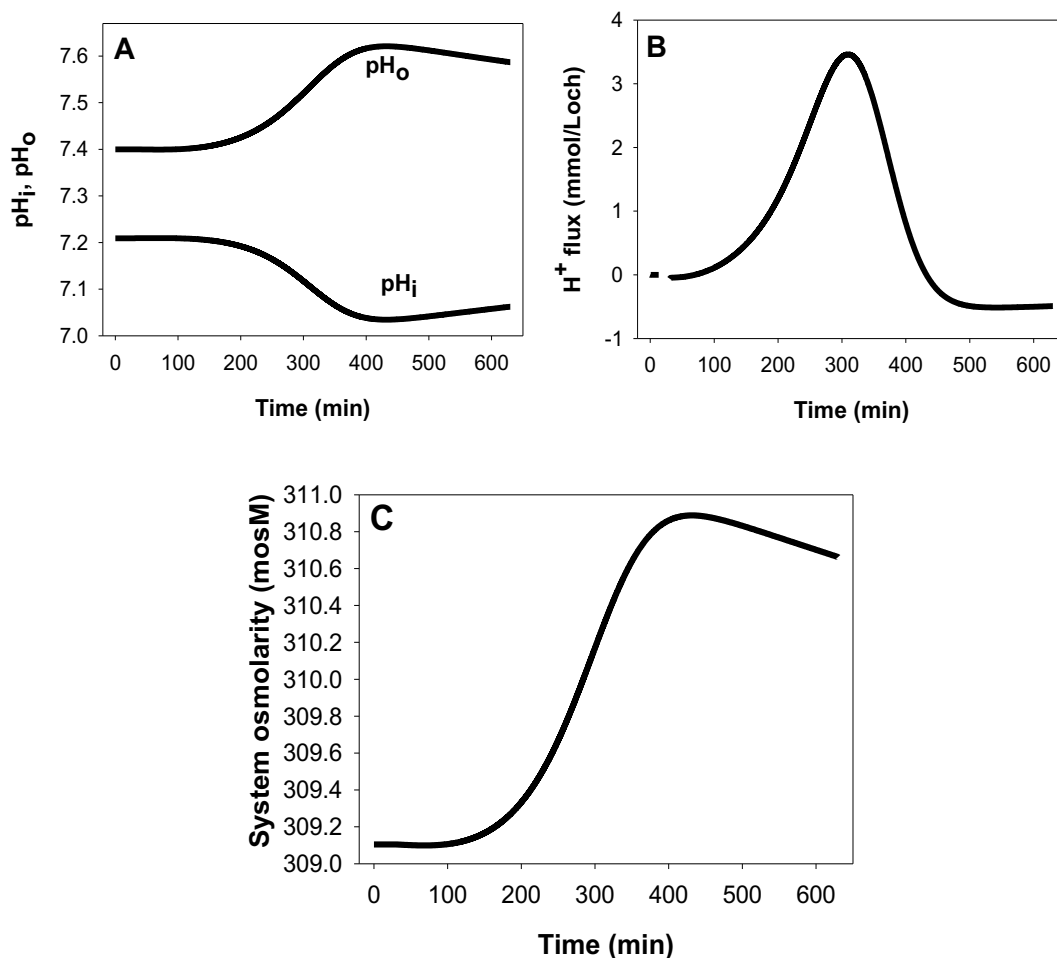 A
pHi, pHo
7.6
7.5
7.4
7.3
7.2
7.1
7.0
pHo
pHi
0 100 200 300 400 500 600
Time (min)
B
H+ flux (mmol/Loch)
4
3
2
1
0
-1
0 100 200 300 400 500 600
Time (min)
C
System osmolarity (mosM)
311.0
310.8
310.6
310.4
310.2
310.0
309.8
309.6
309.4
309.2
309.0
0 100 200 300 400 500 600
Time (min)